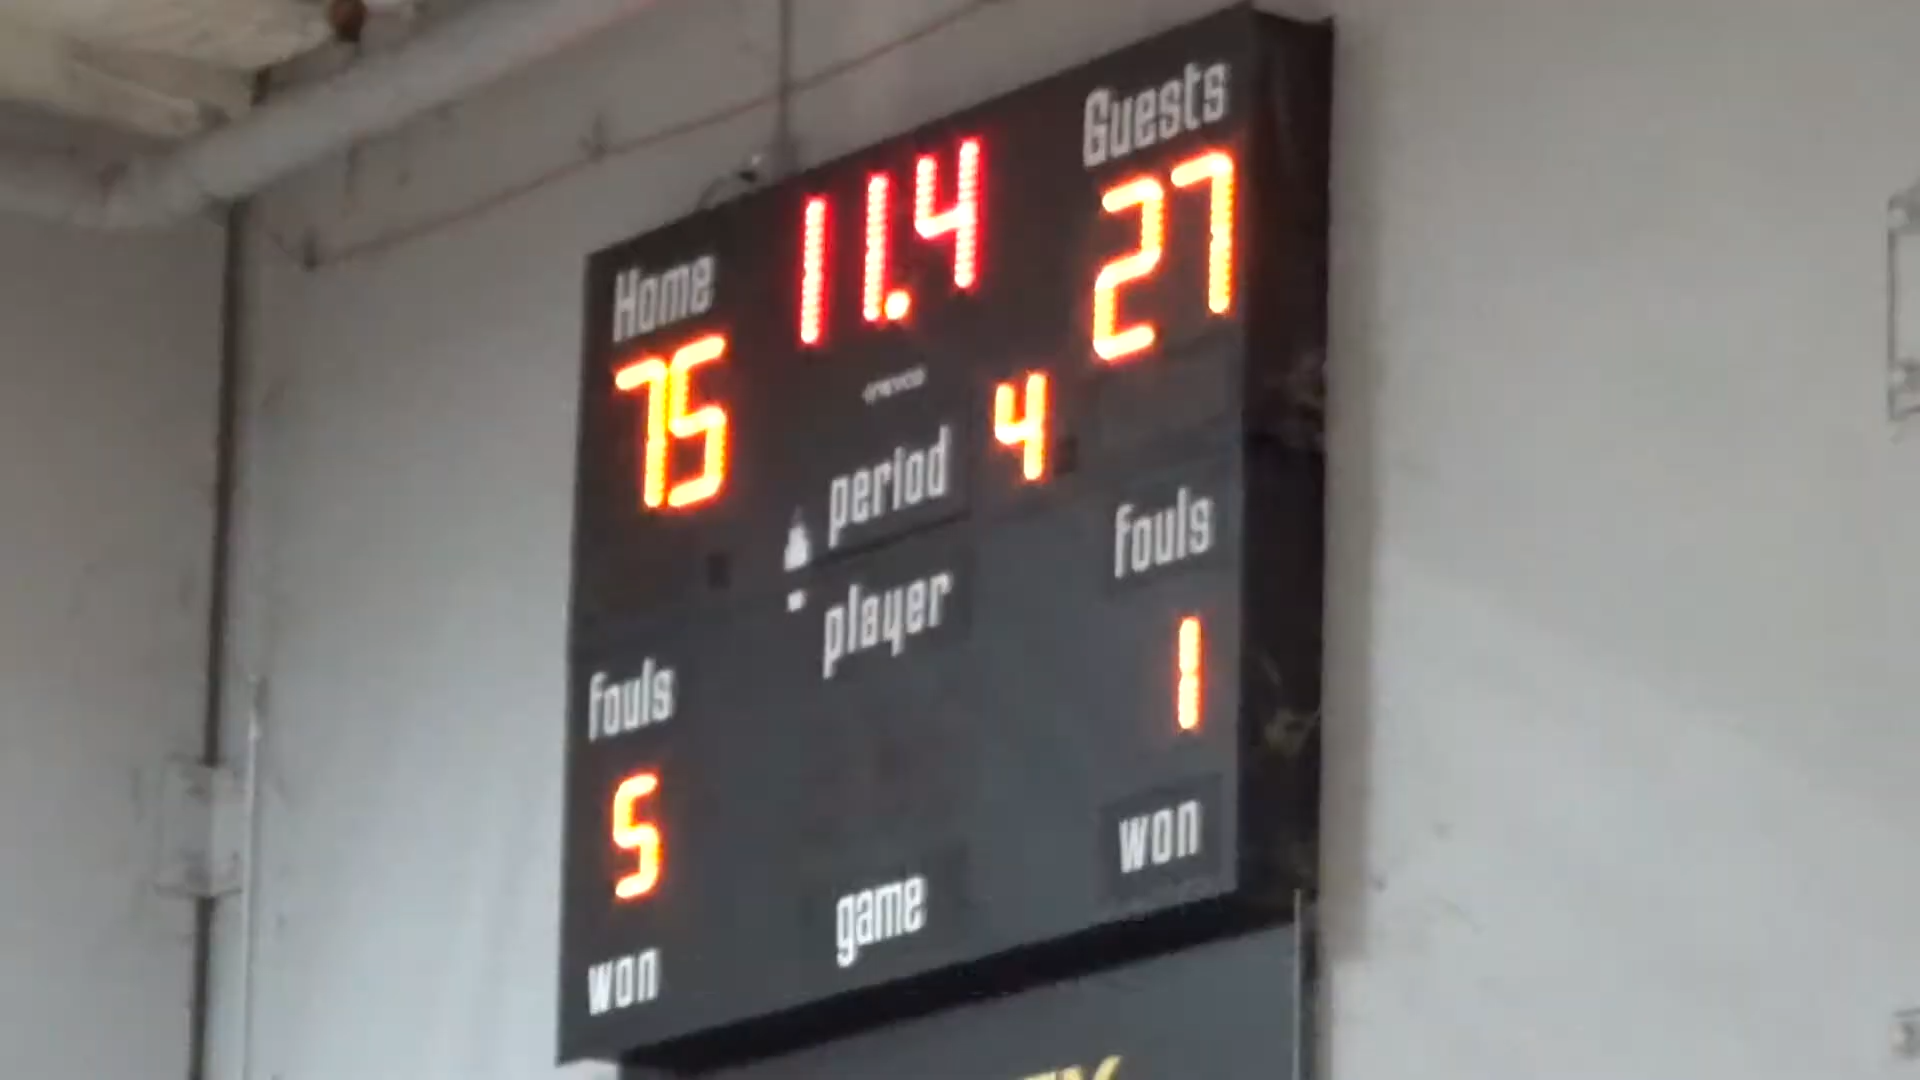 Home
11.4
Guests
75
27
period 4
player
fouls
fouls
5
1
won
game
won